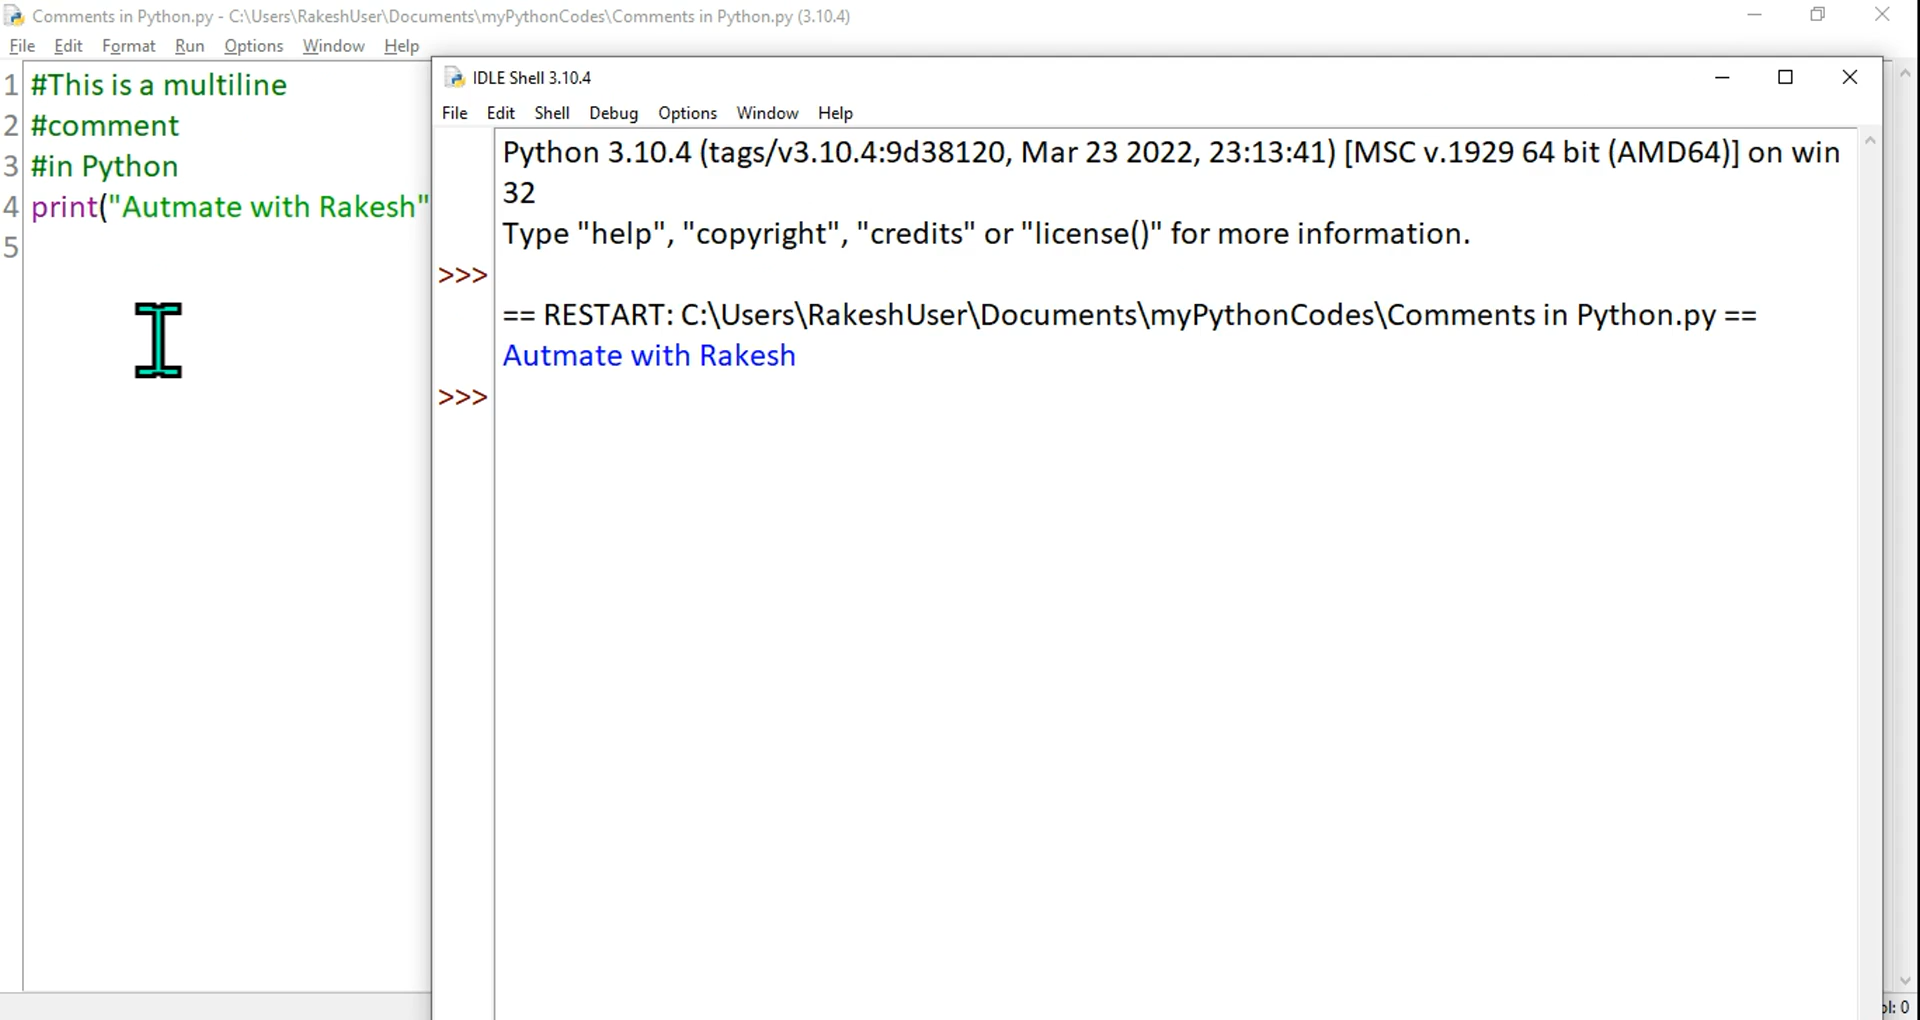 Comments in Python.py - C:\Users\RakeshUser\Documents\myPythonCodes\Comments in Python.py (3.10.4)
File Edit Format Run Options Window Help
1 #This is a multiline
2 #comment
3 #in Python
4 print("Autmate with Rakesh"
5
IDLE Shell 3.10.4
File Edit Shell Debug Options Window Help
Python 3.10.4 (tags/v3.10.4:9d38120, Mar 23 2022, 23:13:41) [MSC v.1929 64 bit (AMD64)] on win
32
Type "help", "copyright", "credits" or "license()" for more information.
>>>
== RESTART: C:\Users\RakeshUser\Documents\myPythonCodes\Comments in Python.py ==
Autmate with Rakesh
>>>
ol: 0